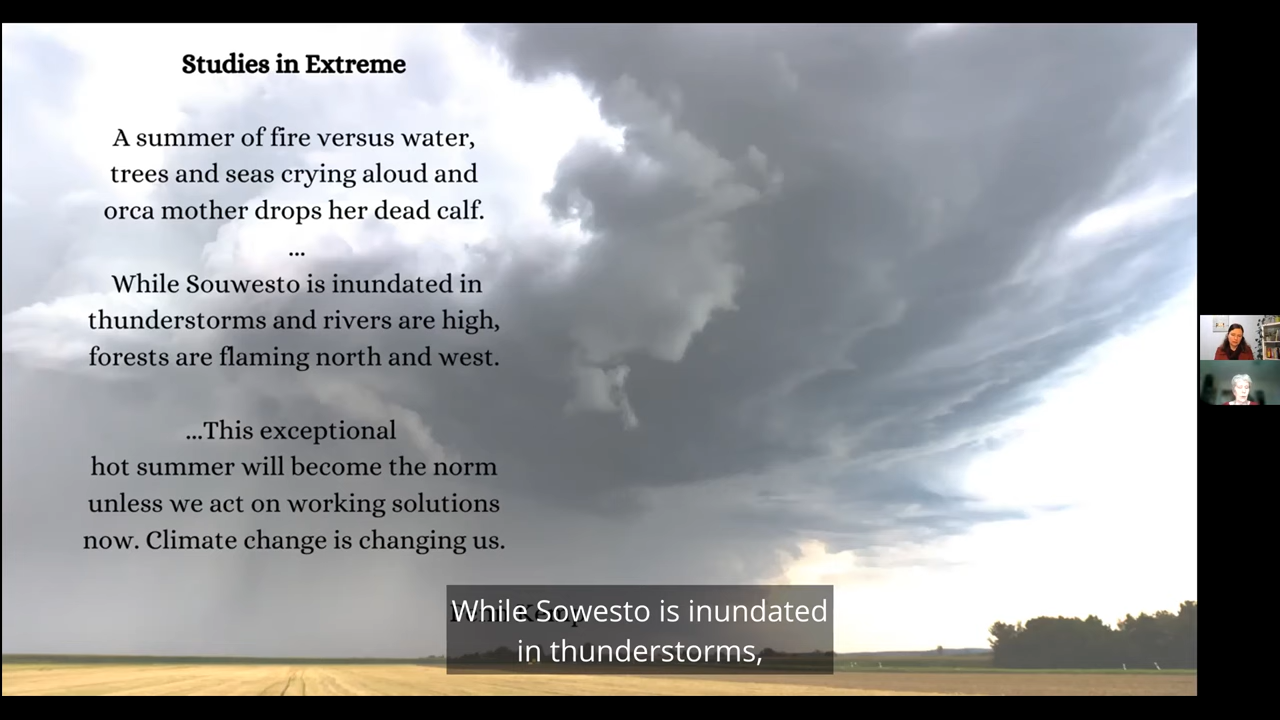 Studies in Extreme
A summer of fire versus water,
trees and seas crying aloud and
orca mother drops her dead calf.
...
While Souwesto is inundated in
thunderstorms and rivers are high,
forests are flaming north and west.
...This exceptional
hot summer will become the norm
unless we act on working solutions
now. Climate change is changing us.
While Sowesto is inundated
in thunderstorms,